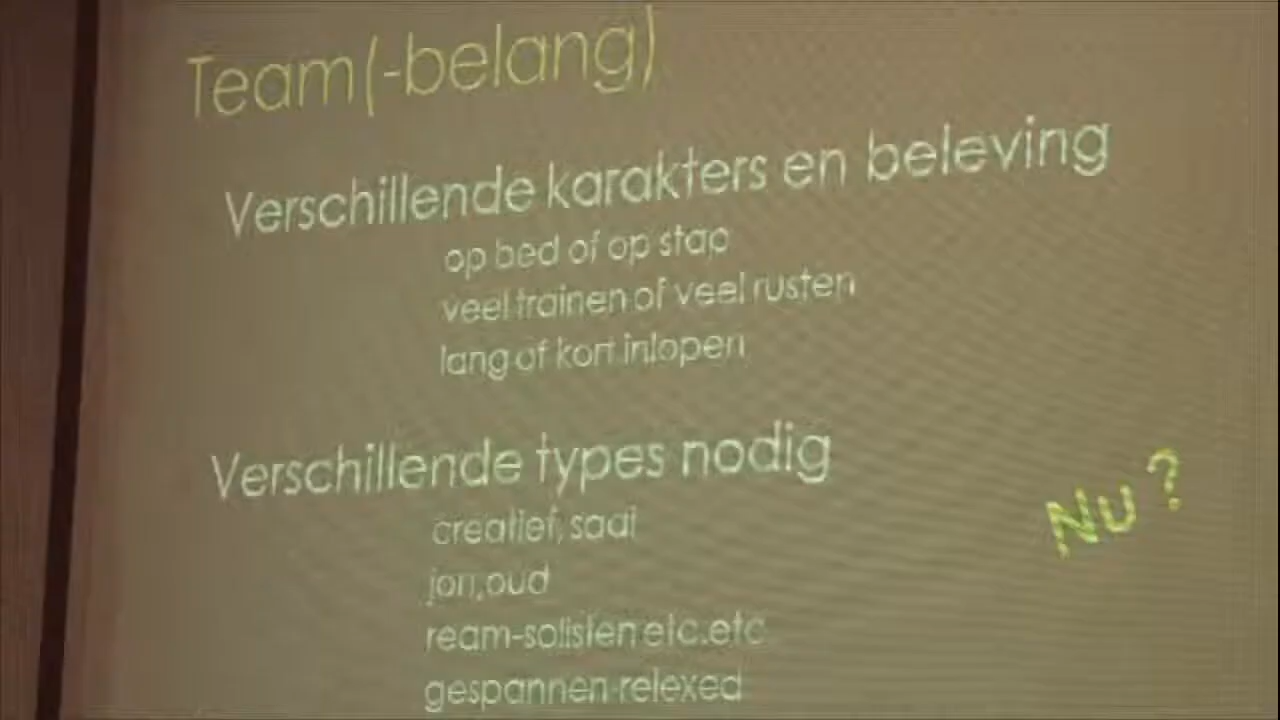 Team(-belang)
Verschillende karakters en beleving
op bed of op stap
veel trainen of veel rusten
lang of kort inlopen
Verschillende types nodig
creatief, saai
jon,oud
ream-solisten etc.etc
gespannen-relexed
Nu?